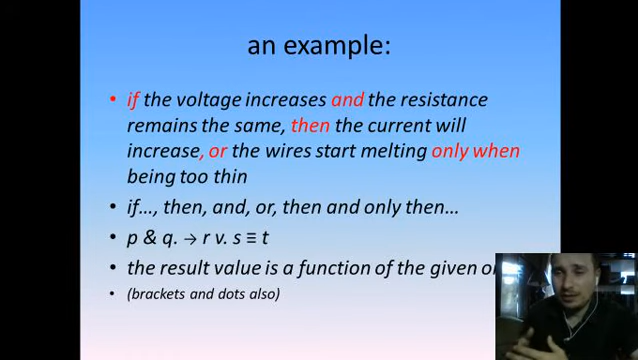 an example:
• if the voltage increases and the resistance
remains the same, then the current will
increase, or the wires start melting only when
being too thin
• if…, then, and, or, then and only then…
• p & q. → r v. s ≡ t
• the result value is a function of the given
• (brackets and dots also)